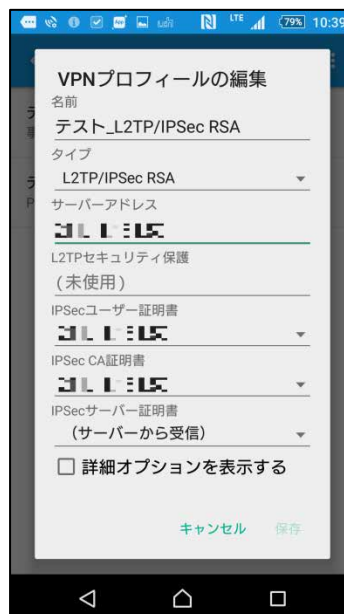 LTE 79% 10:39
VPNプロフィールの編集
名前
テスト_L2TP/IPSec RSA
タイプ
L2TP/IPSec RSA
サーバーアドレス
L2TPセキュリティ保護
(未使用)
IPSecユーザー証明書
IPSec CA証明書
IPSecサーバー証明書
(サーバーから受信)
詳細オプションを表示する
キャンセル 保存